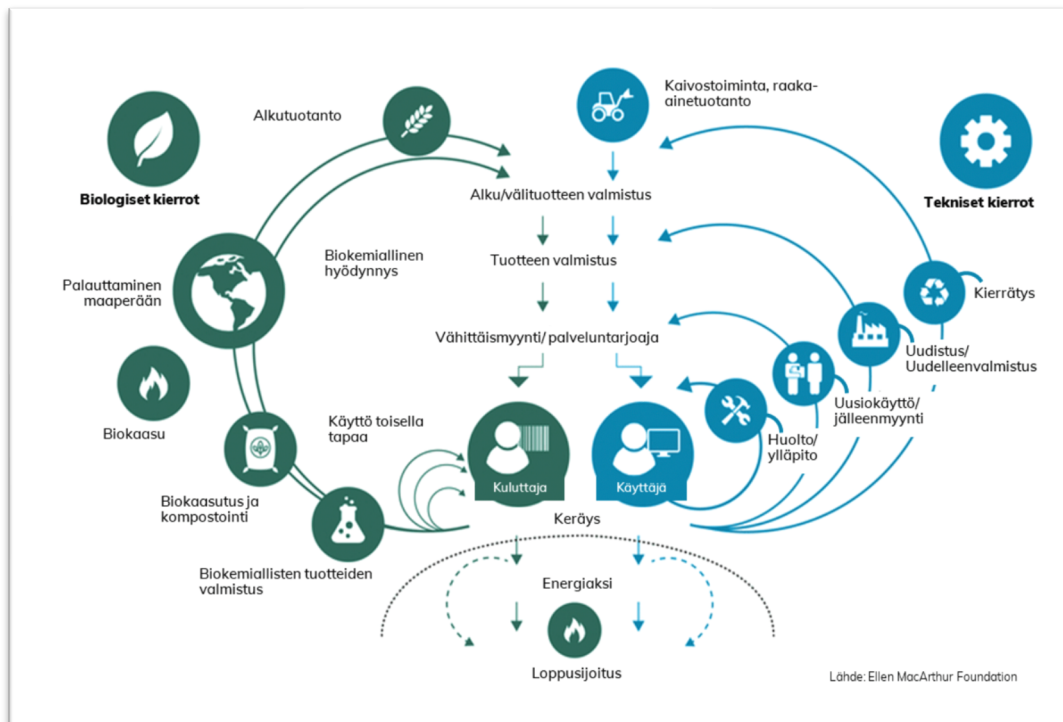 Kaivostoiminta, raaka-
ainetuotanto
Alkutuotanto
Biologiset kierrot
Tekniset kierrot
Alku/välituotteen valmistus
Biokemiallinen
hyödynnys
Tuotteen valmistus
Palauttaminen
maaperään
Kierrätys
Vähittäismyynti/ palveluntarjoaja
Uudistus/
Uudelleenvalmistus
Biokaasu
Käyttö toisella
tapaa
Uusiokäyttö/
jälleenmyynti
Huolto/
ylläpito
Kuluttaja
Käyttäjä
Biokaasutus ja
kompostointi
Keräys
Biokemiallisten tuotteiden
valmistus
Energiaksi
Loppusijoitus
Lähde: Ellen MacArthur Foundation